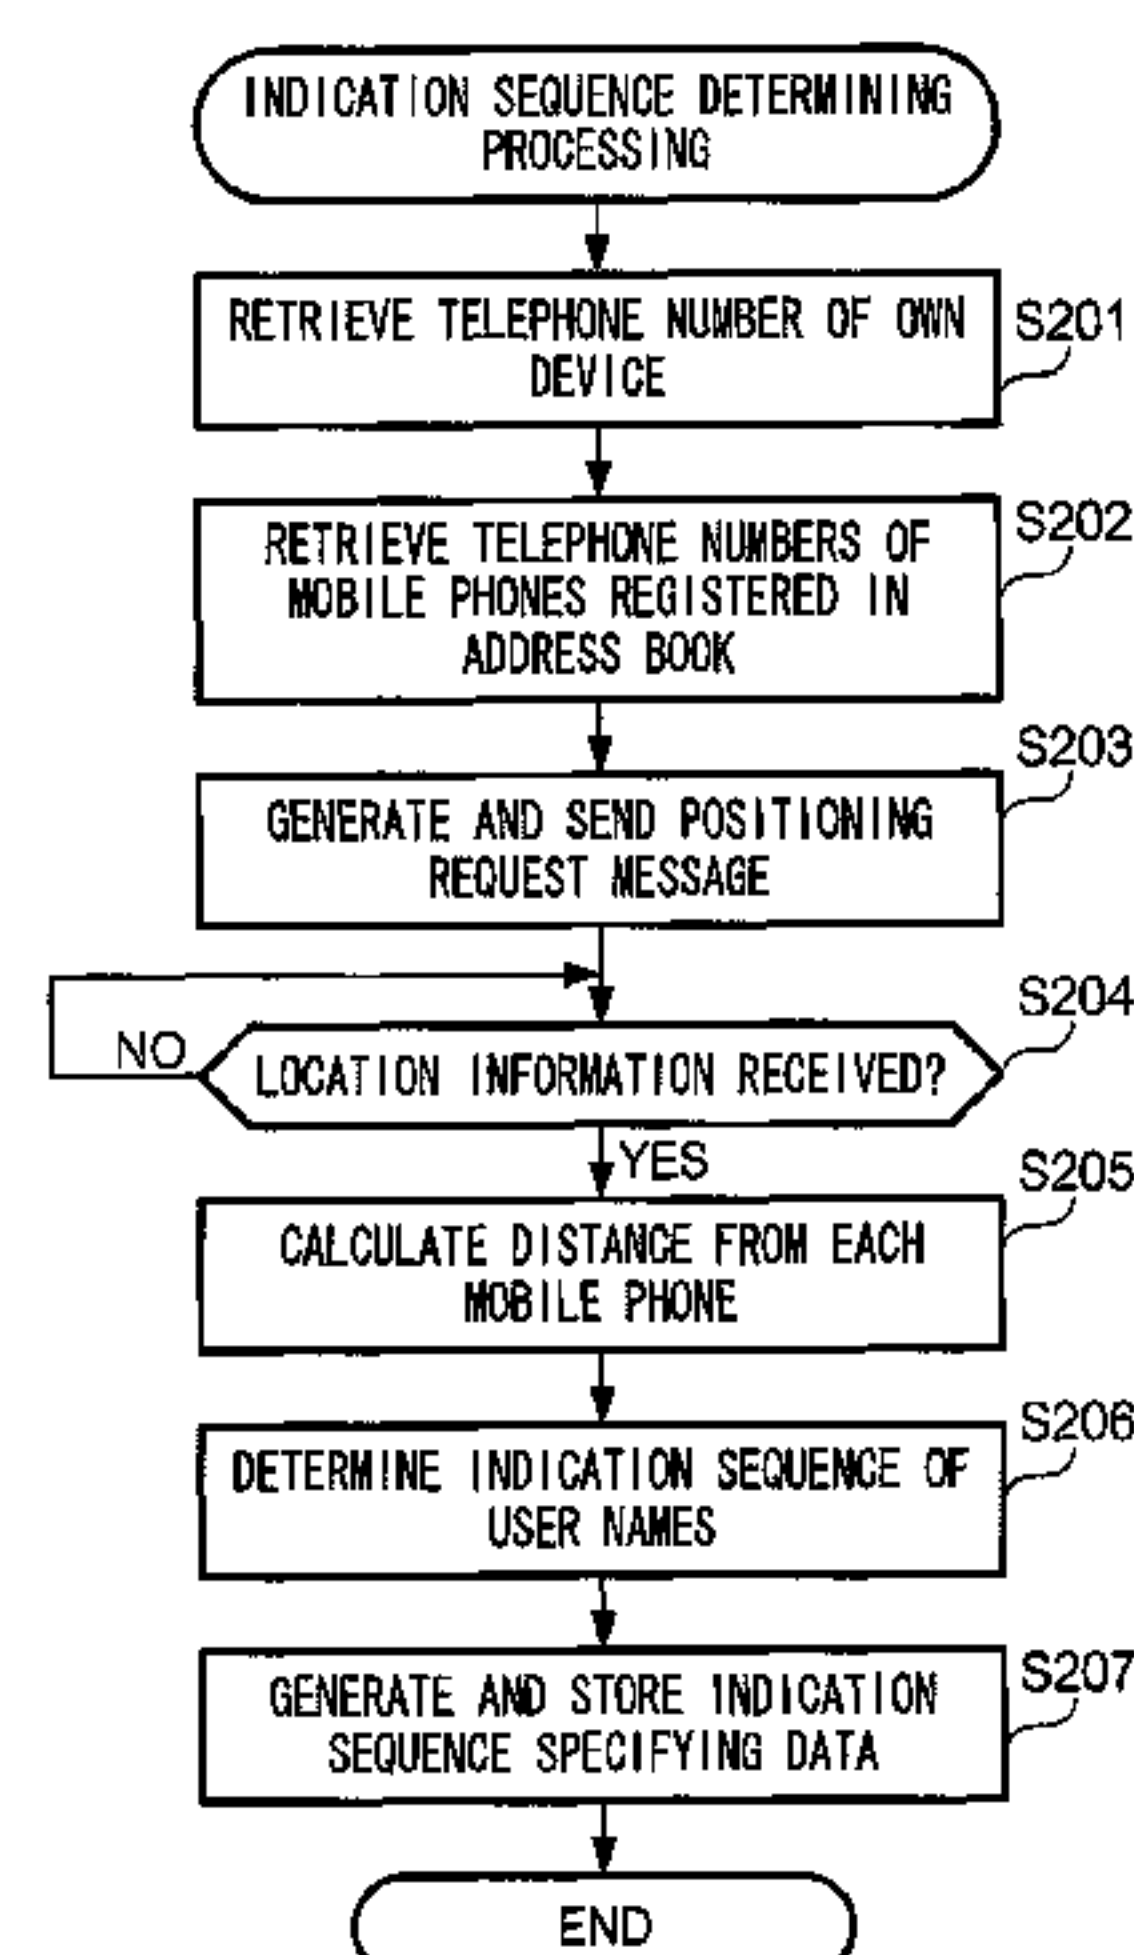 INDICATION SEQUENCE DETERMINING
PROCESSING
RETRIEVE TELEPHONE NUMBER OF OWN
DEVICE
S201
RETRIEVE TELEPHONE NUMBERS OF
MOBILE PHONES REGISTERED IN
ADDRESS BOOK
S202
GENERATE AND SEND POSITIONING
REQUEST MESSAGE
S203
LOCATION INFORMATION RECEIVED?
S204
NO
YES
CALCULATE DISTANCE FROM EACH
MOBILE PHONE
S205
DETERMINE INDICATION SEQUENCE OF
USER NAMES
S206
GENERATE AND STORE INDICATION
SEQUENCE SPECIFYING DATA
S207
END